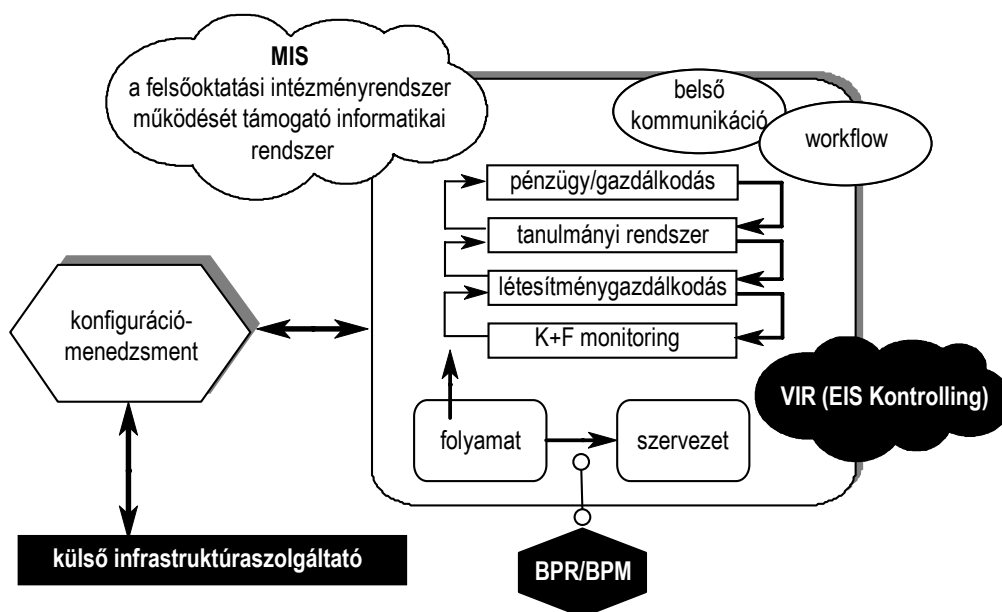 MIS
a felsőoktatási intézményrendszer
működését támogató informatikai
rendszer
belső
kommunikáció
workflow
pénzügy/gazdálkodás
tanulmányi rendszer
létesítménygazdálkodás
K+F monitoring
konfiguráció-
menedzsment
VIR (EIS Kontrolling)
folyamat
szervezet
külső infrastruktúraszolgáltató
BPR/BPM